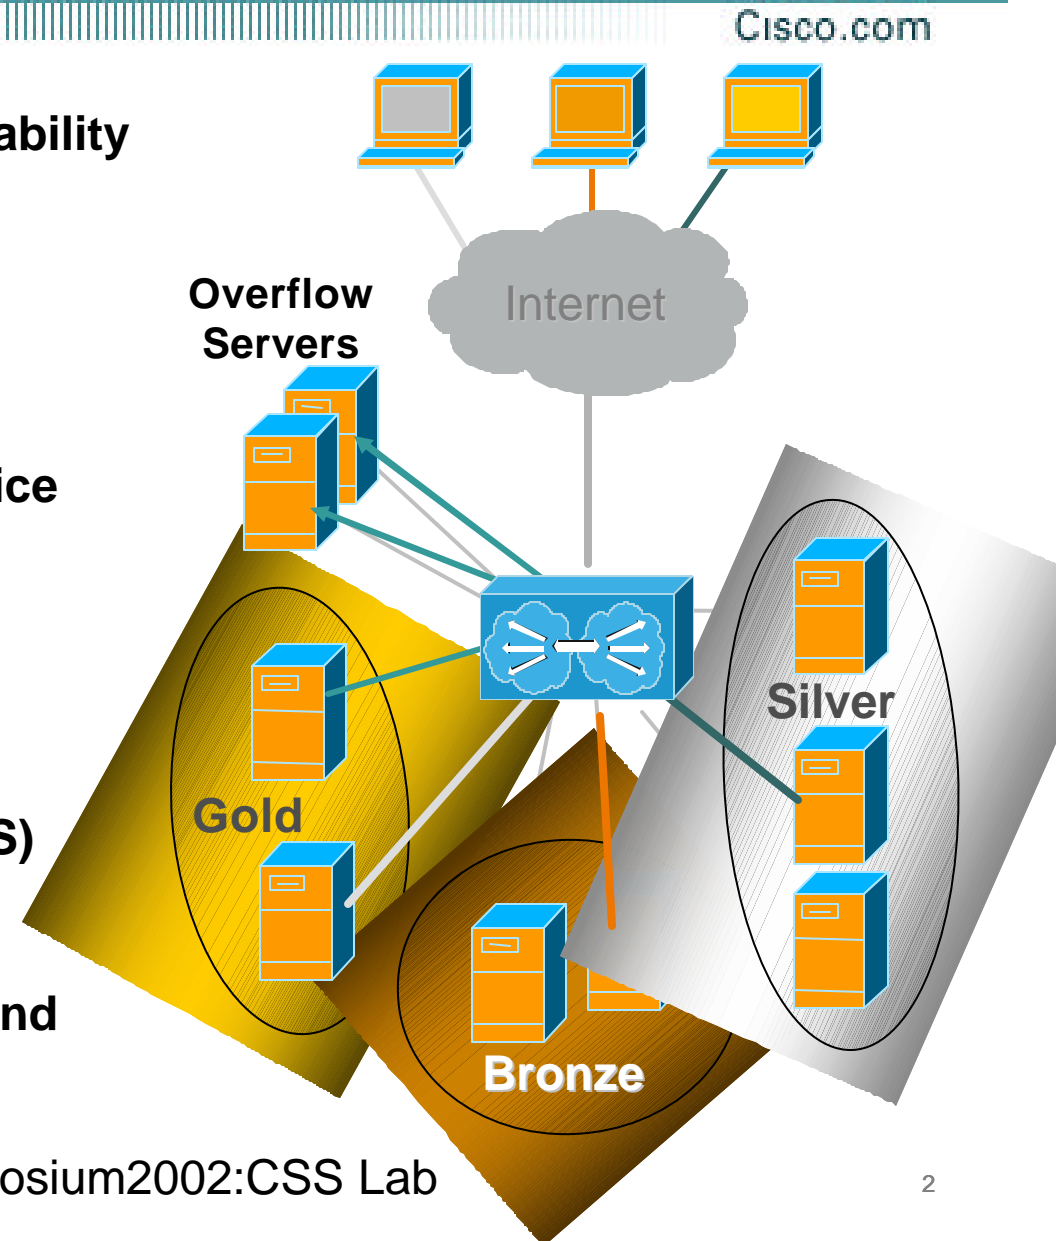 Cisco.com
ability
Overflow
Servers
Internet
ice
Silver
Gold
S)
nd
Bronze
osium2002:CSS Lab
2